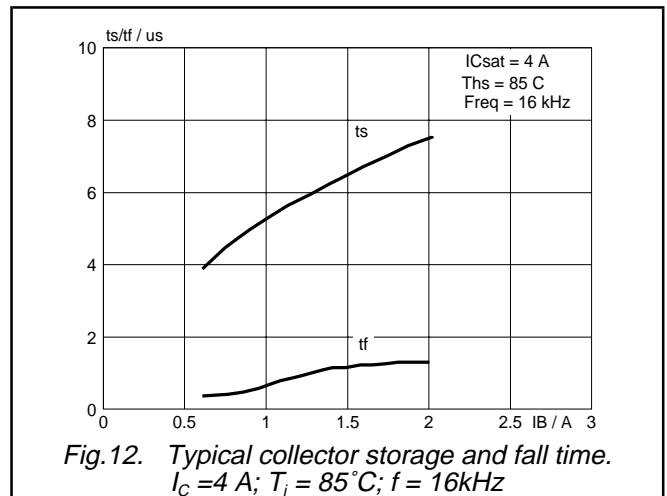 ts/tf / us
10
ICsat = 4 A
Ths = 85 C
Freq = 16 kHz
8
ts
6
4
2
tf
0
0 0.5 1 1.5 2 2.5 IB / A 3
Fig.12. Typical collector storage and fall time.
IC =4 A; Tj = 85˚C; f = 16kHz